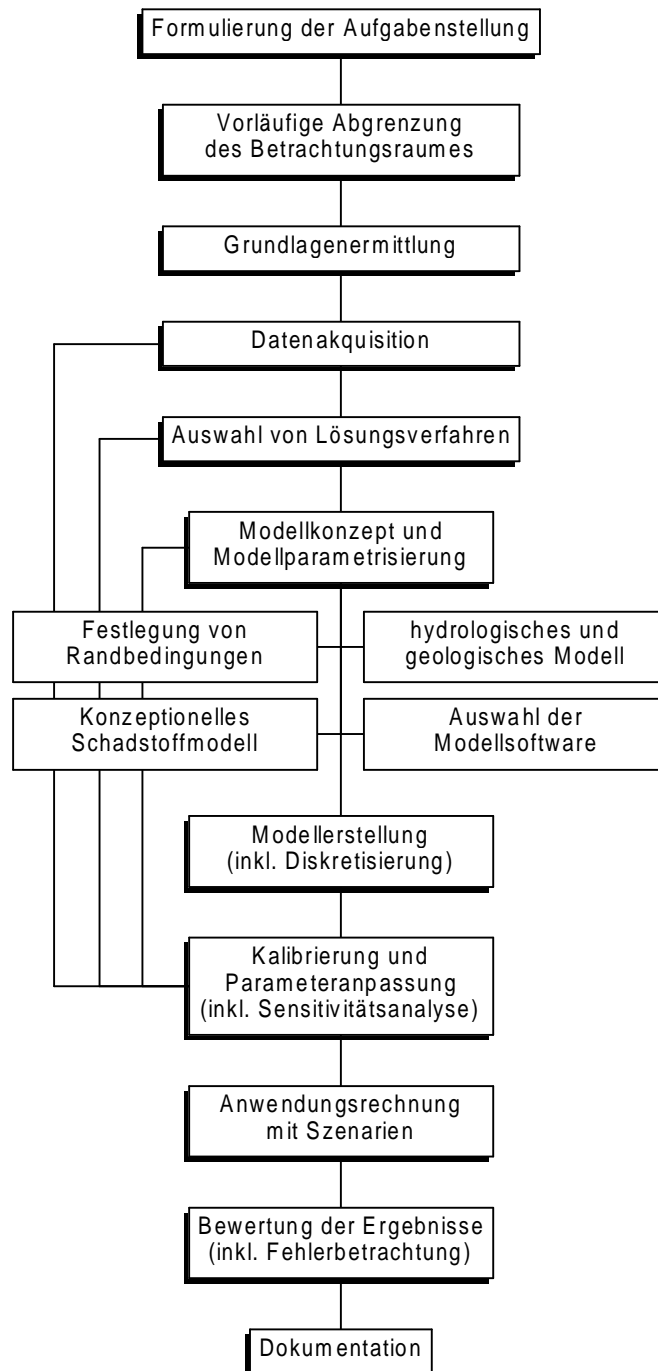 Formulierung der Aufgabenstellung
Vorläufige Abgrenzung
des Betrachtungsraumes
Grundlagenermittlung
Datenakquisition
Auswahl von Lösungsverfahren
Modellkonzept und
Modellparametrisierung
Festlegung von
Randbedingungen
hydrologisches und
geologisches Modell
Konzeptionelles
Schadstoffmodell
Auswahl der
Modellsoftware
Modellerstellung
(inkl. Diskretisierung)
Kalibrierung und
Parameteranpassung
(inkl. Sensitivitätsanalyse)
Anwendungsrechnung
mit Szenarien
Bewertung der Ergebnisse
(inkl. Fehlerbetrachtung)
Dokumentation